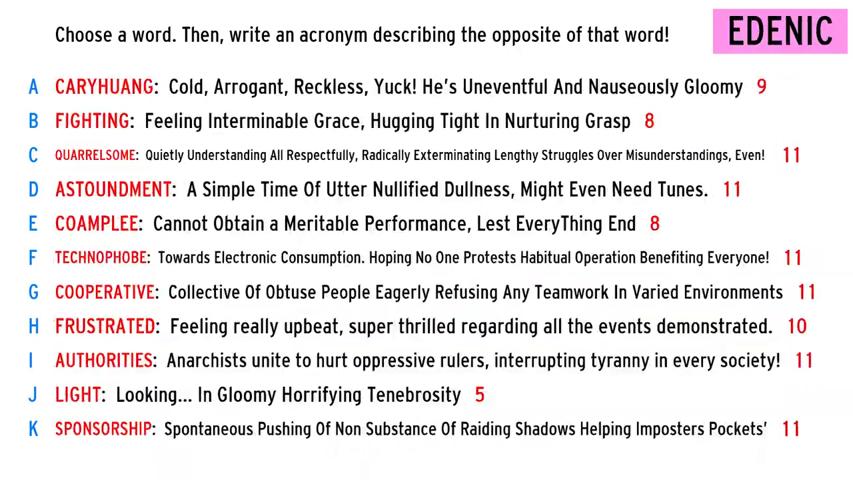 Choose a word. Then, write an acronym describing the opposite of that word!
EDENIC
A CARYHUANG: Cold, Arrogant, Reckless, Yuck! He's Uneventful And Nauseously Gloomy 9
B FIGHTING: Feeling Interminable Grace, Hugging Tight In Nurturing Grasp 8
C QUARRELSOME: Quietly Understanding All Respectfully, Radically Exterminating Lengthy Struggles Over Misunderstandings, Even! 11
D ASTOUNDMENT: A Simple Time Of Utter Nullified Dullness, Might Even Need Tunes. 11
E COAMPLEE: Cannot Obtain a Meritable Performance, Lest EveryThing End 8
F TECHNOPHOBE: Towards Electronic Consumption. Hoping No One Protests Habitual Operation Benefiting Everyone! 11
G COOPERATIVE: Collective Of Obtuse People Eagerly Refusing Any Teamwork In Varied Environments 11
H FRUSTRATED: Feeling really upbeat, super thrilled regarding all the events demonstrated. 10
I AUTHORITIES: Anarchists unite to hurt oppressive rulers, interrupting tyranny in every society! 11
J LIGHT: Looking... In Gloomy Horrifying Tenebrosity 5
K SPONSORSHIP: Spontaneous Pushing Of Non Substance Of Raiding Shadows Helping Imposters Pockets' 11